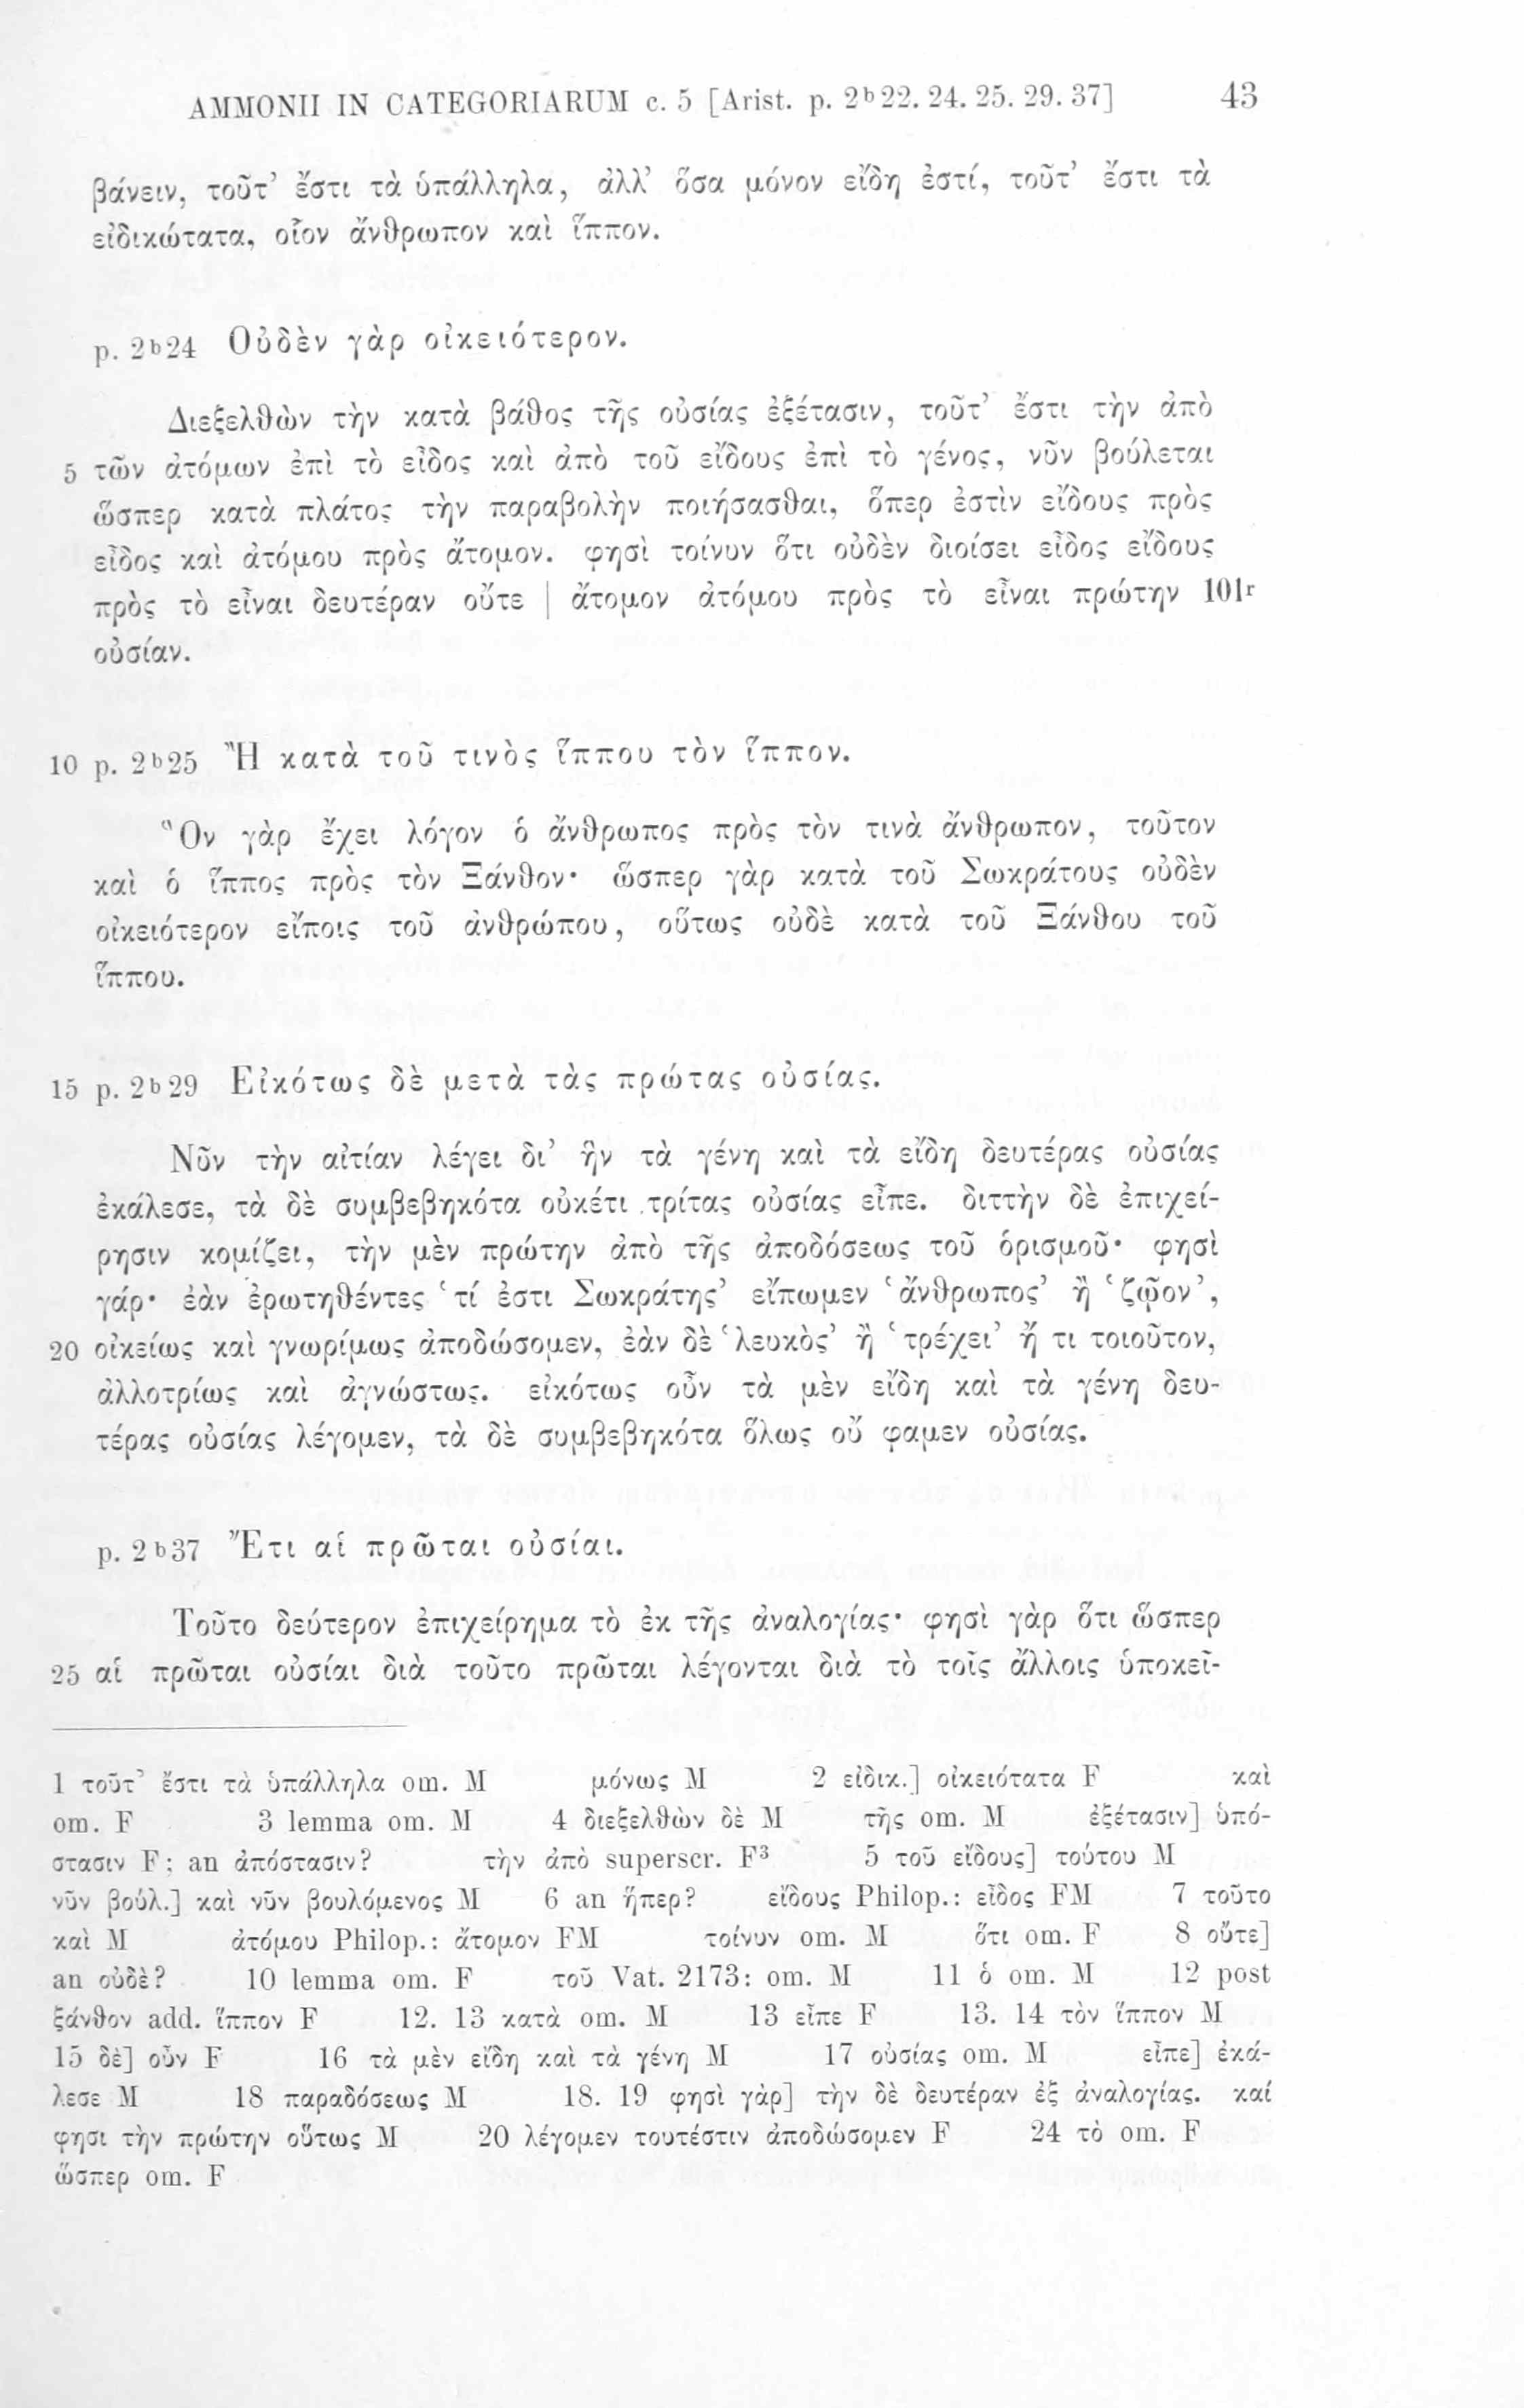 AMMONII IN CATEGORIARUM c. 5 [Arist. p. 2ᵇ22. 24. 25. 29. 37] 43
βάνειν, τοῦτ’ ἔστι τὰ ὑπάλληλα, ἀλλ’ ὅσα μόνον εἴδη ἐστί, τοῦτ’ ἔστι τὰ
εἰδικώτατα, οἷον ἄνθρωπον καὶ ἵππον.
p. 2ᵇ24 Οὐδὲν γὰρ οἰκειότερον.
Διεξελθὼν τὴν κατὰ βάθος τῆς οὐσίας ἐξέτασιν, τοῦτ’ ἔστι τὴν ἀπὸ
5 τῶν ἀτόμων ἐπὶ τὸ εἶδος καὶ ἀπὸ τοῦ εἴδους ἐπὶ τὸ γένος, νῦν βούλεται
ὥσπερ κατὰ πλάτος τὴν παραβολὴν ποιήσασθαι, ὅπερ ἐστὶν εἴδους πρὸς
εἶδος καὶ ἀτόμου πρὸς ἄτομον. φησὶ τοίνυν ὅτι οὐδὲν διοίσει εἶδος εἴδους
πρὸς τὸ εἶναι δευτέραν οὔτε | ἄτομον ἀτόμου πρὸς τὸ εἶναι πρώτην 101ʳ
οὐσίαν.
10 p. 2ᵇ25 Ἢ κατὰ τοῦ τινὸς ἵππου τὸν ἵππον.
Ὃν γὰρ ἔχει λόγον ὁ ἄνθρωπος πρὸς τὸν τινὰ ἄνθρωπον, τοῦτον
καὶ ὁ ἵππος πρὸς τὸν Ξάνθον· ὥσπερ γὰρ κατὰ τοῦ Σωκράτους οὐδὲν
οἰκειότερον εἴποις τοῦ ἀνθρώπου, οὕτως οὐδὲ κατὰ τοῦ Ξάνθου τοῦ
ἵππου.
15 p. 2ᵇ29 Εἰκότως δὲ μετὰ τὰς πρώτας οὐσίας.
Νῦν τὴν αἰτίαν λέγει δι’ ἣν τὰ γένη καὶ τὰ εἴδη δευτέρας οὐσίας
ἐκάλεσε, τὰ δὲ συμβεβηκότα οὐκέτι τρίτας οὐσίας εἶπε. διττὴν δὲ ἐπιχεί-
ρησιν κομίζει, τὴν μὲν πρώτην ἀπὸ τῆς ἀποδόσεως τοῦ ὁρισμοῦ· φησὶ
γάρ· ἐὰν ἐρωτηθέντες ‘τί ἐστι Σωκράτης’ εἴπωμεν ‘ἄνθρωπος’ ἢ ‘ζῷον’,
20 οἰκείως καὶ γνωρίμως ἀποδώσομεν, ἐὰν δὲ ‘λευκὸς’ ἢ ‘τρέχει’ ἤ τι τοιοῦτον,
ἀλλοτρίως καὶ ἀγνώστως. εἰκότως οὖν τὰ μὲν εἴδη καὶ τὰ γένη δευ-
τέρας οὐσίας λέγομεν, τὰ δὲ συμβεβηκότα ὅλως οὔ φαμεν οὐσίας.
p. 2ᵇ37 Ἔτι αἱ πρῶται οὐσίαι.
Τοῦτο δεύτερον ἐπιχείρημα τὸ ἐκ τῆς ἀναλογίας· φησὶ γὰρ ὅτι ὥσπερ
25 αἱ πρῶται οὐσίαι διὰ τοῦτο πρῶται λέγονται διὰ τὸ τοῖς ἄλλοις ὑποκεῖ-
1 τοῦτ’ ἔστι τὰ ὑπάλληλα om. M μόνως M 2 εἰδικ.] οἰκειότατα F καὶ
om. F 3 lemma om. M 4 διεξελθὼν δὲ M τῆς om. M ἐξέτασιν] ὑπό-
στασιν F; an ἀπόστασιν? τὴν ἀπὸ superscr. F³ 5 τοῦ εἴδους] τούτου M
νῦν βούλ.] καὶ νῦν βουλόμενος M 6 an ᾗπερ? εἴδους Philop.: εἶδος FM 7 τοῦτο
καὶ M ἀτόμου Philop.: ἄτομον FM τοίνυν om. M ὅτι om. F 8 οὔτε]
an οὐδὲ? 10 lemma om. F τοῦ Vat. 2173: om. M 11 ὁ om. M 12 post
ξάνθον add. ἵππον F 12. 13 κατὰ om. M 13 εἶπε F 13. 14 τὸν ἵππον M
15 δὲ] οὖν F 16 τὰ μὲν εἴδη καὶ τὰ γένη M 17 οὐσίας om. M εἶπε] ἐκά-
λεσε M 18 παραδόσεως M 18. 19 φησὶ γὰρ] τὴν δὲ δευτέραν ἐξ ἀναλογίας. καί
φησι τὴν πρώτην οὕτως M 20 λέγομεν τουτέστιν ἀποδώσομεν F 24 τὸ om. F
ὥσπερ om. F